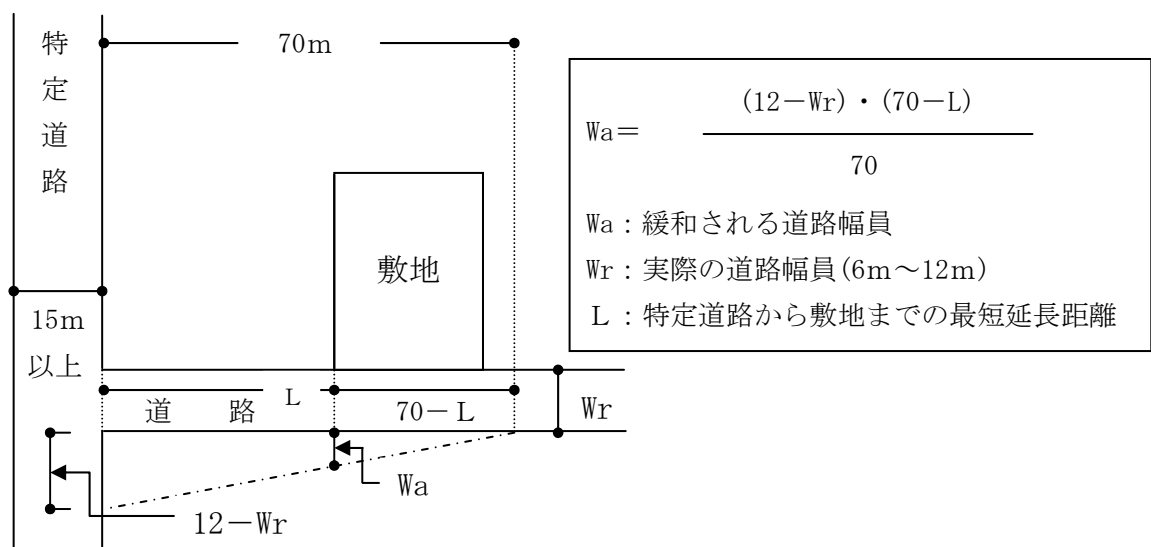 特定道路
70m
敷地
15m
以上
道　路
L
70－L
Wr
Wa
12－Wr
Wa＝ (12－Wr)・(70－L)
70
Wa：緩和される道路幅員
Wr：実際の道路幅員(6m～12m)
Ｌ：特定道路から敷地までの最短延長距離